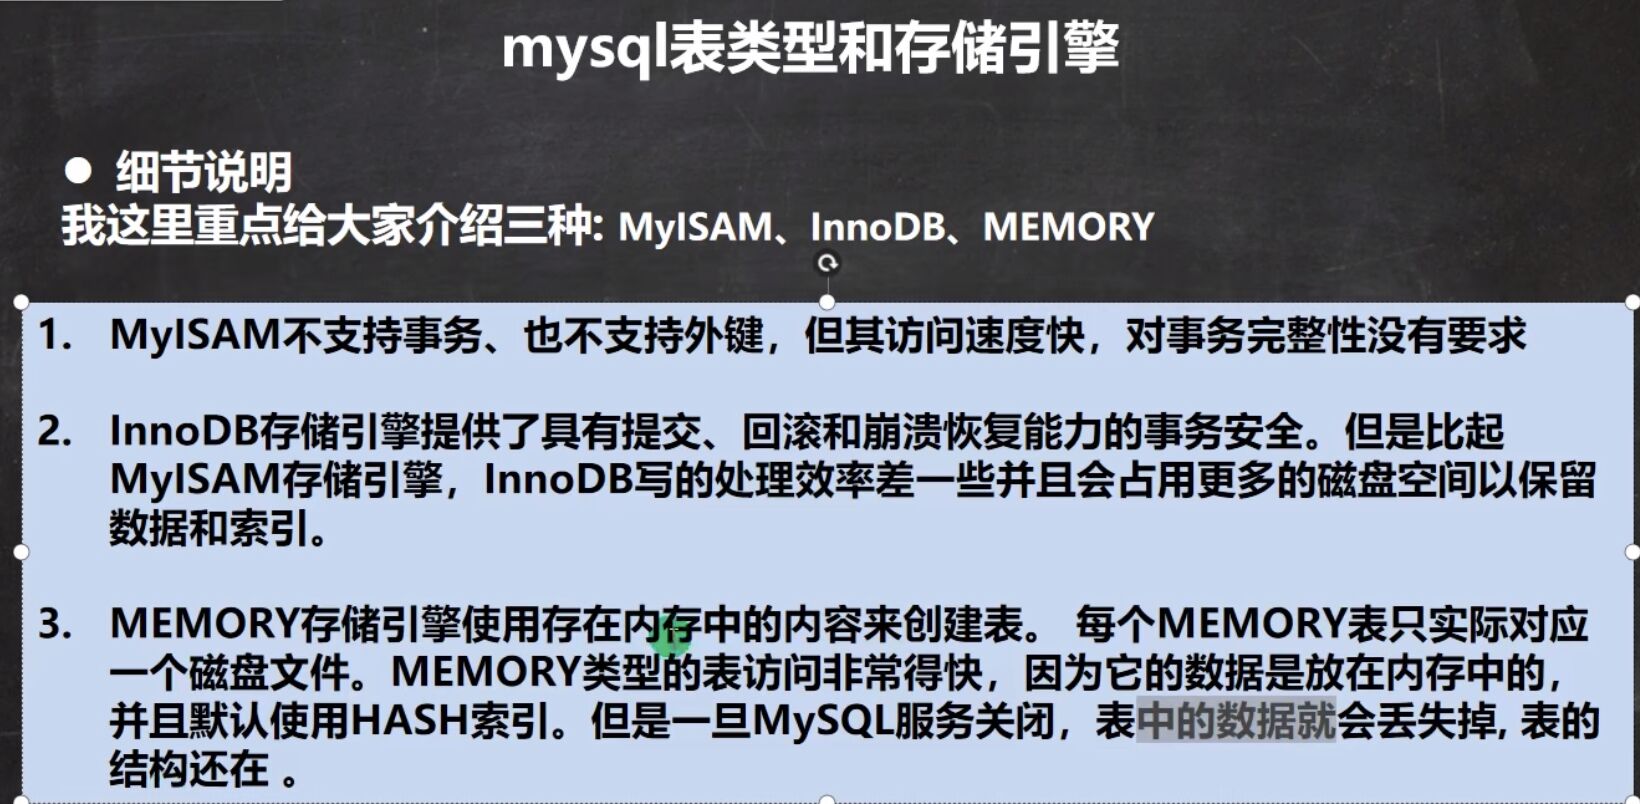 mysql表类型和存储引擎
● 细节说明
我这里重点给大家介绍三种: MyISAM、InnoDB、MEMORY
1. MyISAM不支持事务、也不支持外键，但其访问速度快，对事务完整性没有要求
2. InnoDB存储引擎提供了具有提交、回滚和崩溃恢复能力的事务安全。但是比起
MyISAM存储引擎，InnoDB写的处理效率差一些并且会占用更多的磁盘空间以保留
数据和索引。
3. MEMORY存储引擎使用存在内存中的内容来创建表。 每个MEMORY表只实际对应
一个磁盘文件。MEMORY类型的表访问非常得快，因为它的数据是放在内存中的，
并且默认使用HASH索引。但是一旦MySQL服务关闭，表中的数据就会丢失掉, 表的
结构还在 。